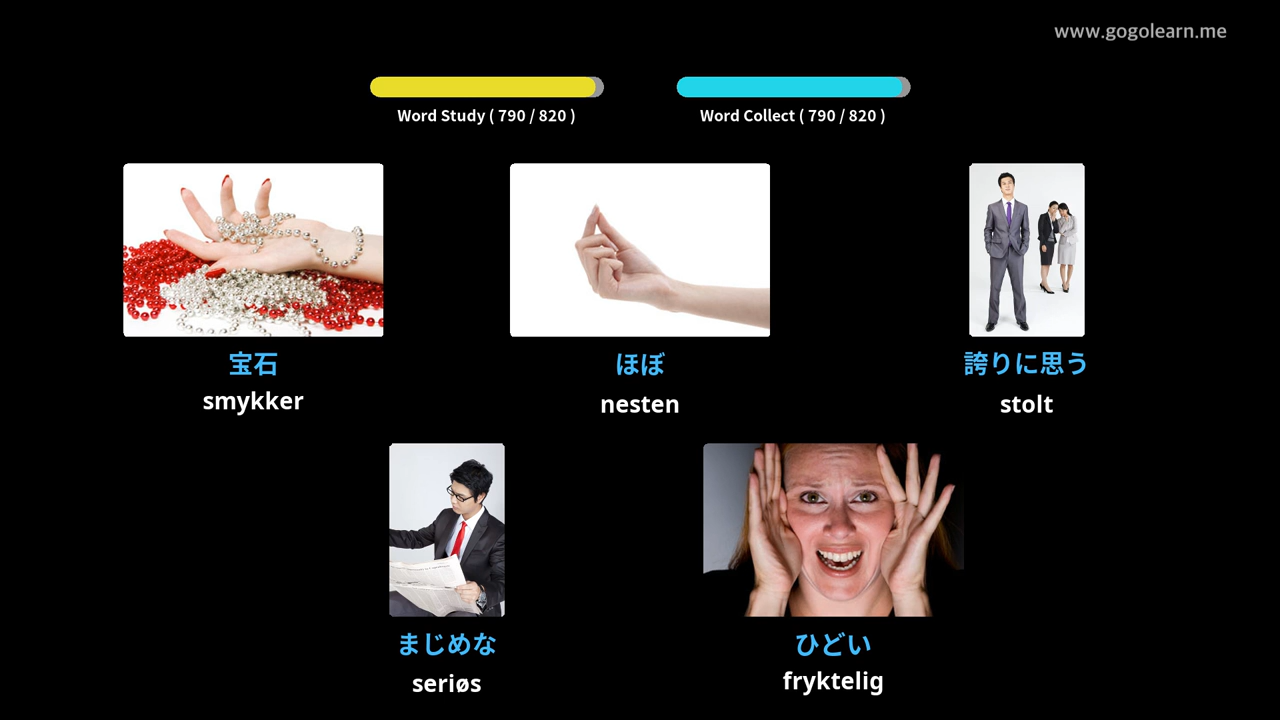 www.gogolearn.me
Word Study ( 790 / 820 )
Word Collect ( 790 / 820 )
宝石
smykker
ほぼ
nesten
誇りに思う
stolt
まじめな
seriøs
ひどい
fryktelig